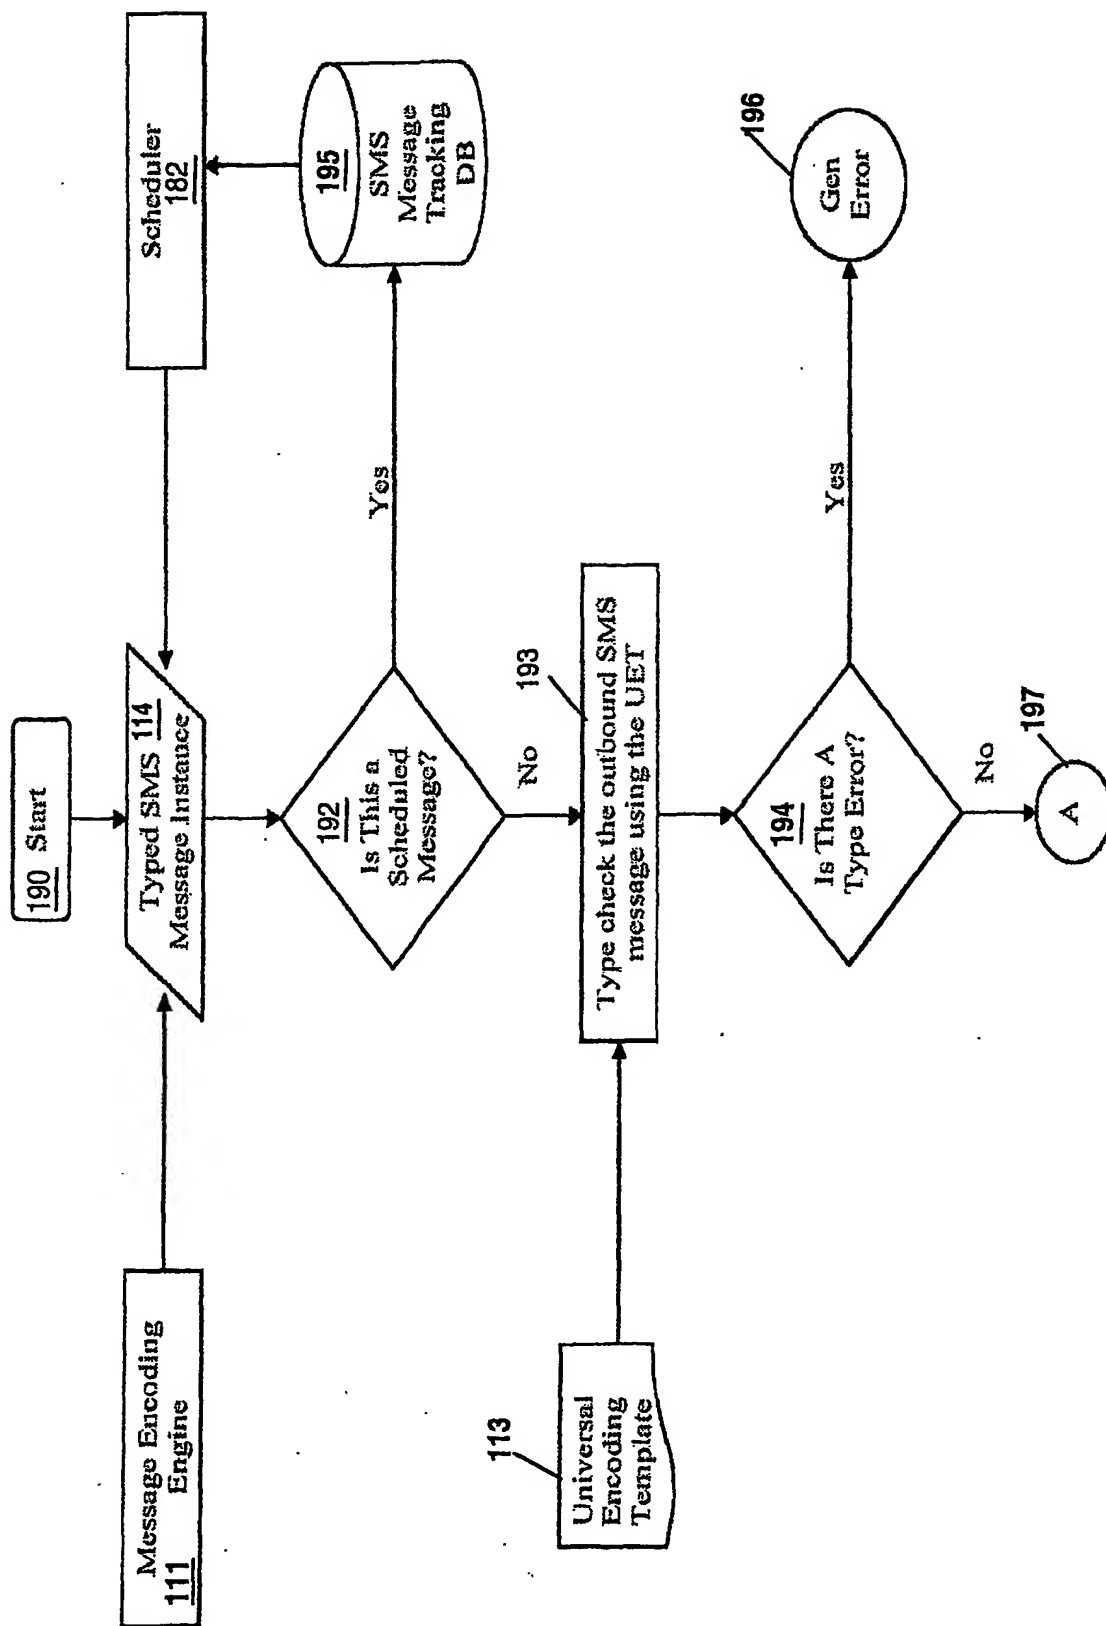 190 Start
Message Encoding
111 Engine
Typed SMS 114
Message Instance
Scheduler
182
192
Is This a
Scheduled
Message?
Yes
195
SMS
Message
Tracking
DB
No
113
Universal
Encoding
Template
193
Type check the outbound SMS
message using the UET
194
Is There A
Type Error?
Yes
196
Gen
Error
No
197
A